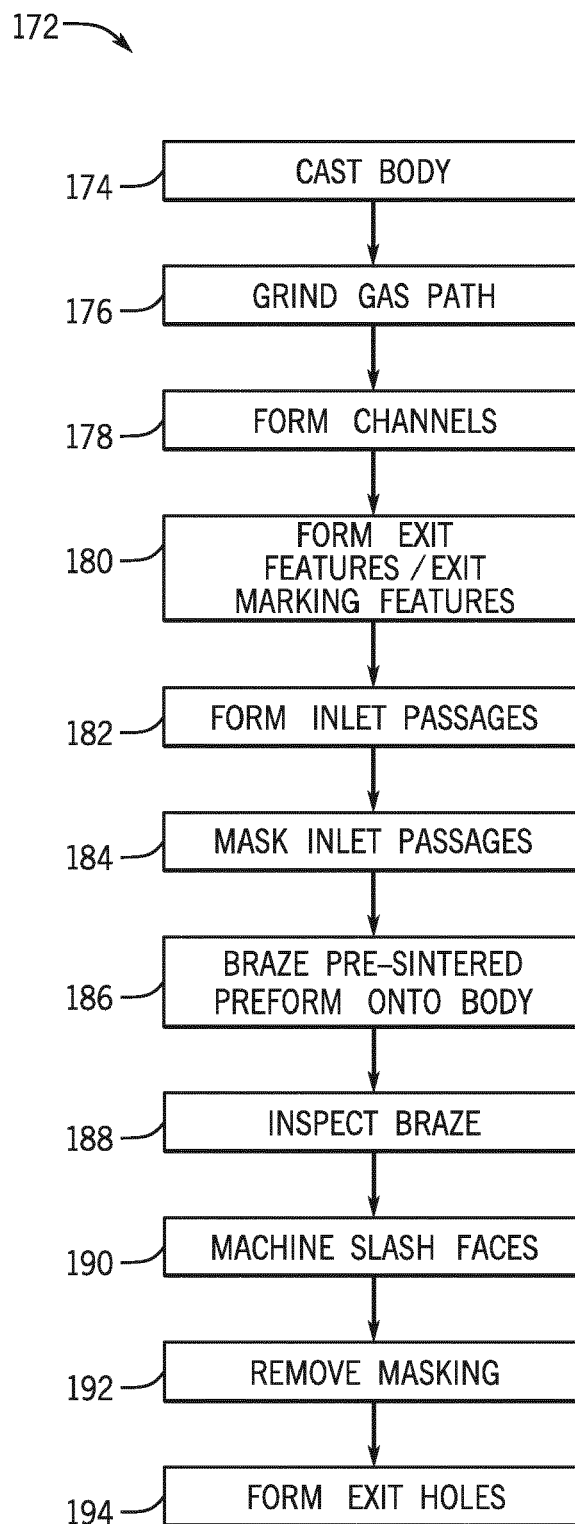 172
174
CAST BODY
176
GRIND GAS PATH
178
FORM CHANNELS
180
FORM EXIT
FEATURES / EXIT
MARKING FEATURES
182
FORM INLET PASSAGES
184
MASK INLET PASSAGES
186
BRAZE PRE–SINTERED
PREFORM ONTO BODY
188
INSPECT BRAZE
190
MACHINE SLASH FACES
192
REMOVE MASKING
194
FORM EXIT HOLES